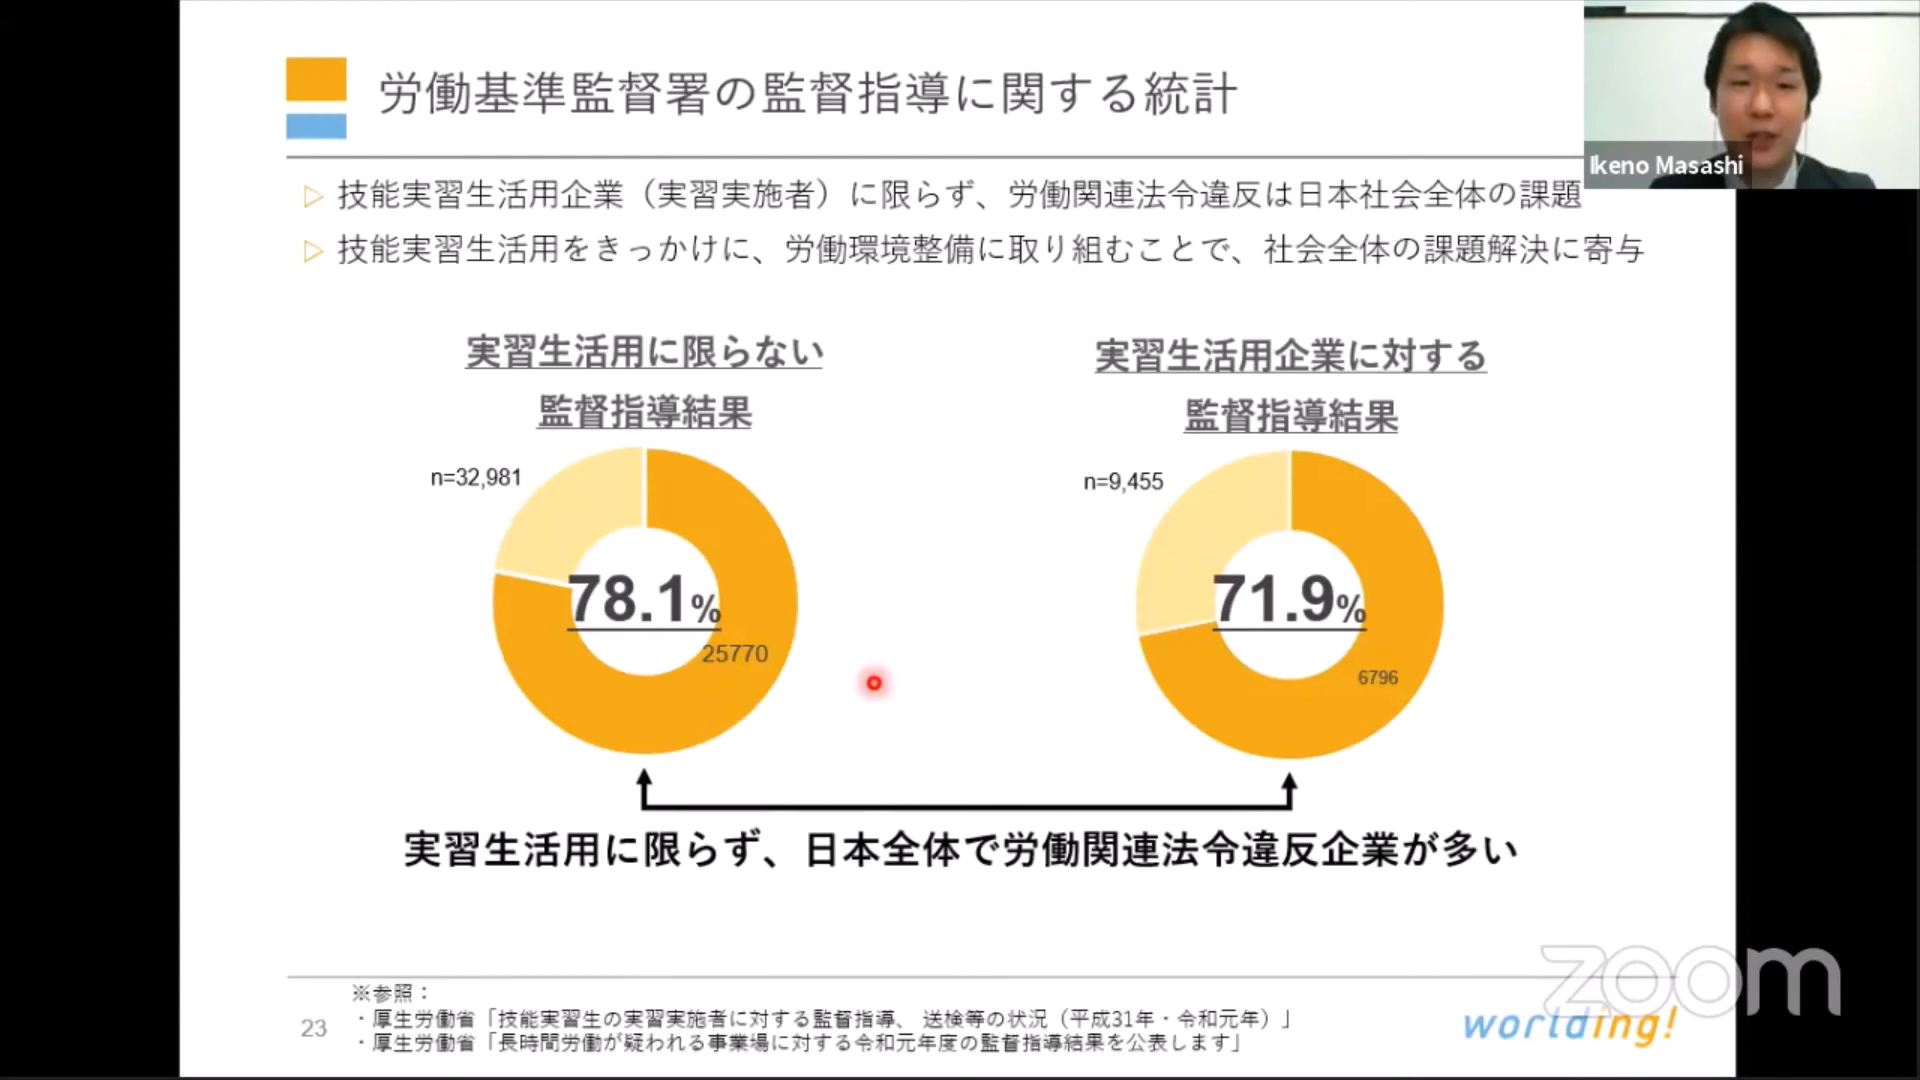 労働基準監督署の監督指導に関する統計
Ikeno Masashi
▷ 技能実習生活用企業（実習実施者）に限らず、労働関連法令違反は日本社会全体の課題
▷ 技能実習生活用をきっかけに、労働環境整備に取り組むことで、社会全体の課題解決に寄与
実習生活用に限らない
監督指導結果
n=32,981
78.1%
25770
実習生活用企業に対する
監督指導結果
n=9,455
71.9%
6796
実習生活用に限らず、日本全体で労働関連法令違反企業が多い
※参照：
・厚生労働省「技能実習生の実習実施者に対する監督指導、 送検等の状況（平成31年・令和元年）」
・厚生労働省「長時間労働が疑われる事業場に対する令和元年度の監督指導結果を公表します」
23
worlding!
zoom